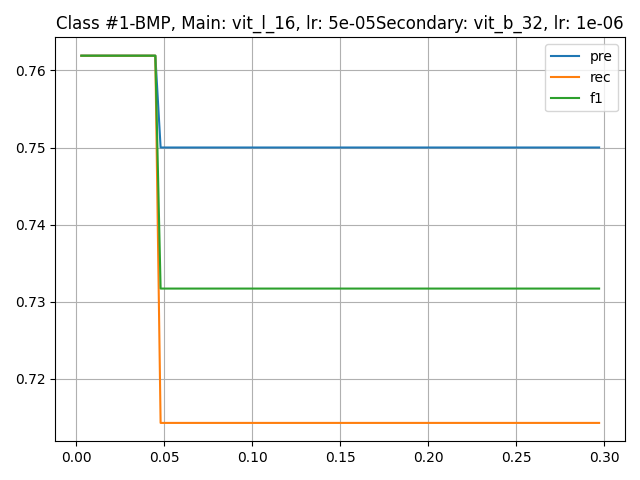 Class #1-BMP, Main: vit_l_16, lr: 5e-05Secondary: vit_b_32, lr: 1e-06
pre
rec
f1
0.76
0.75
0.74
0.73
0.72
0.00 0.05 0.10 0.15 0.20 0.25 0.30